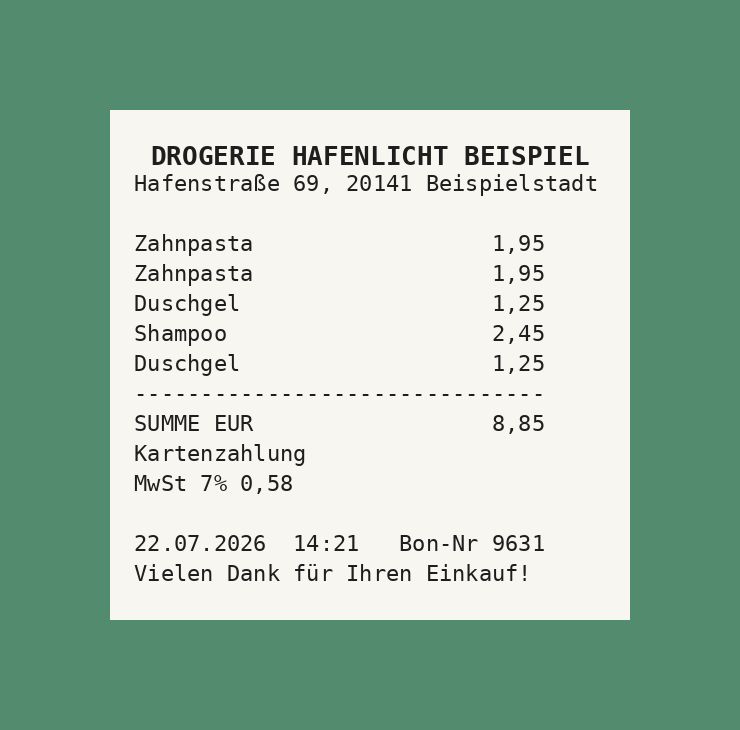 DROGERIE HAFENLICHT BEISPIEL
Hafenstraße 69, 20141 Beispielstadt
Zahnpasta 1,95
Zahnpasta 1,95
Duschgel 1,25
Shampoo 2,45
Duschgel 1,25
-------------------------------
SUMME EUR 8,85
Kartenzahlung
MwSt 7% 0,58
22.07.2026 14:21 Bon-Nr 9631
Vielen Dank für Ihren Einkauf!